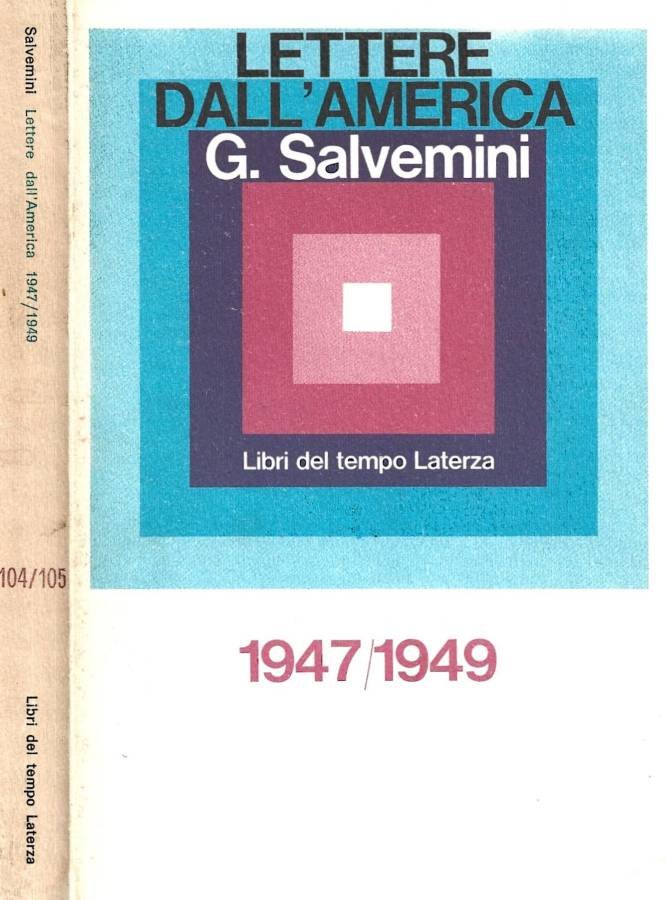 Salvemini Lettere dall'America 1947/1949
104/105
Libri del tempo Laterza
LETTERE
DALL'AMERICA
G. Salvemini
Libri del tempo Laterza
1947/1949